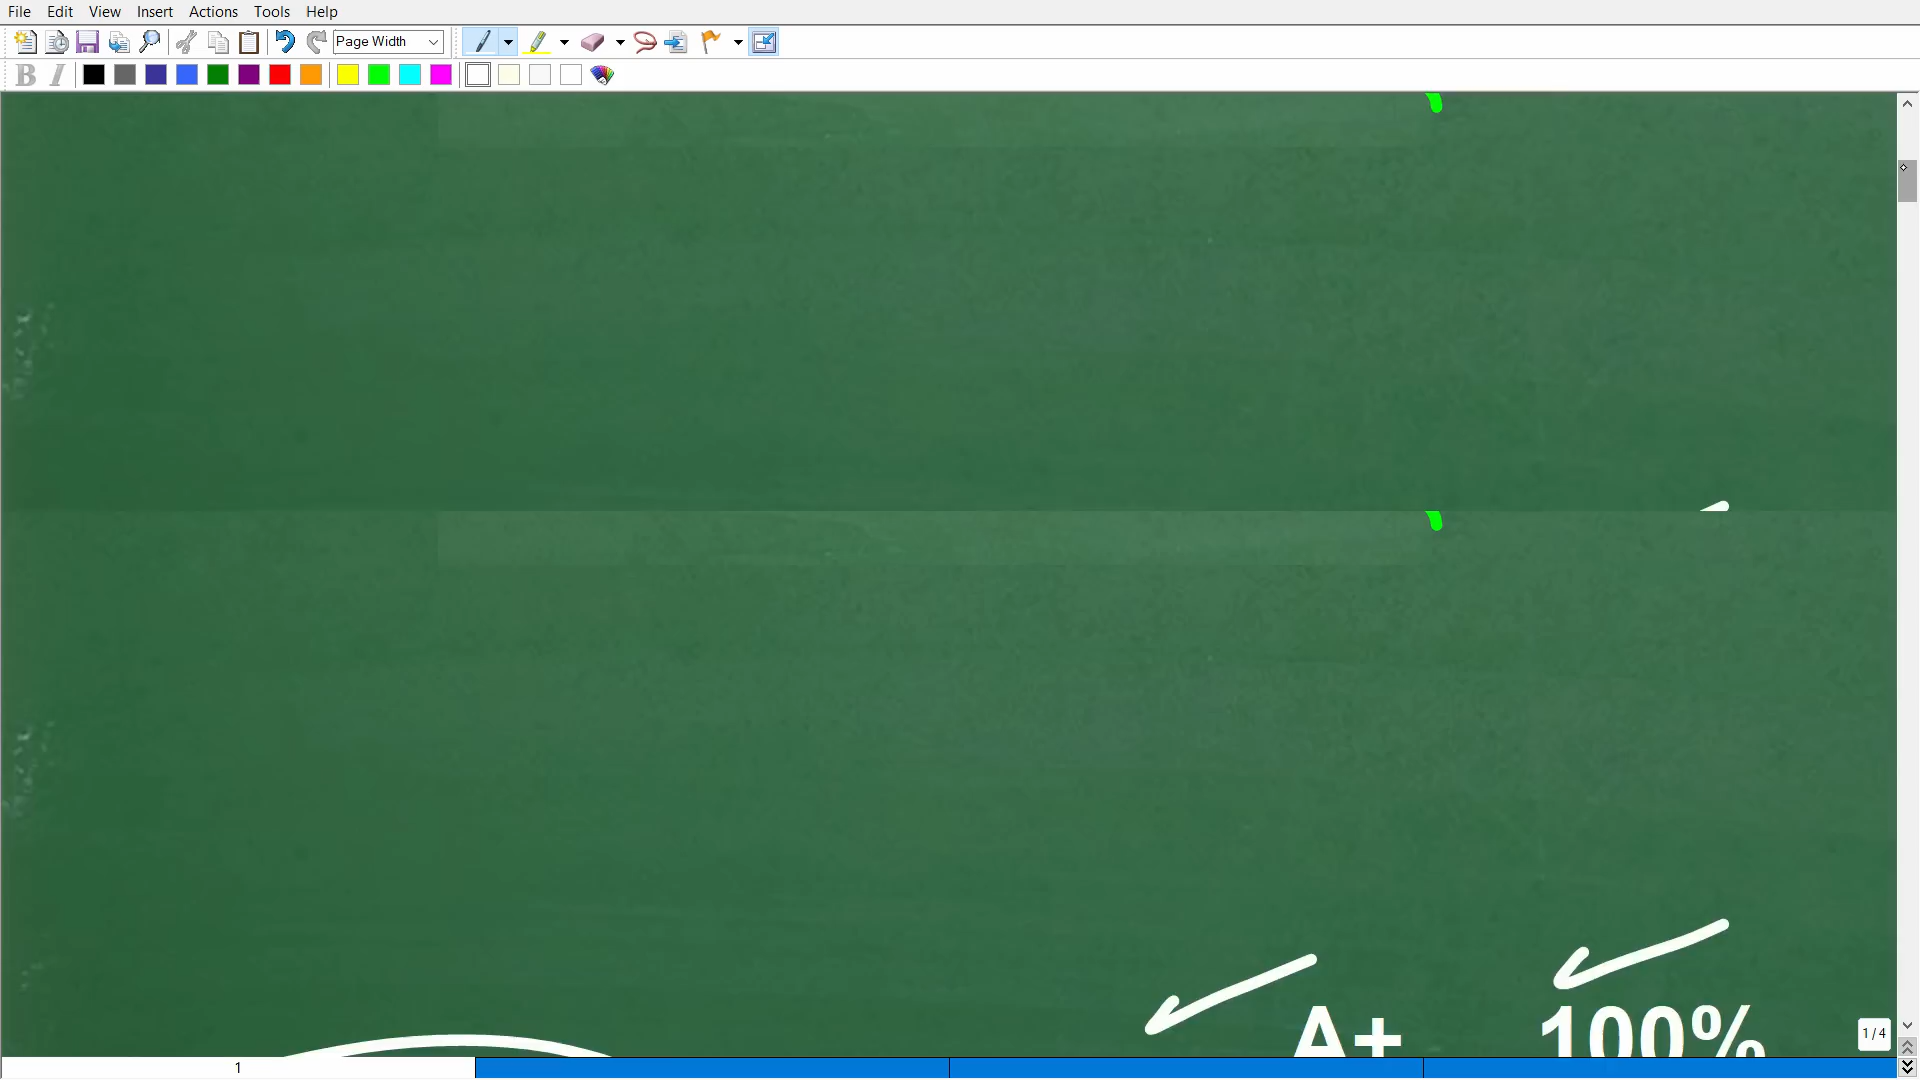 File Edit View Insert Actions Tools Help
Page Width
B I
A+ 100%
1 / 4
1